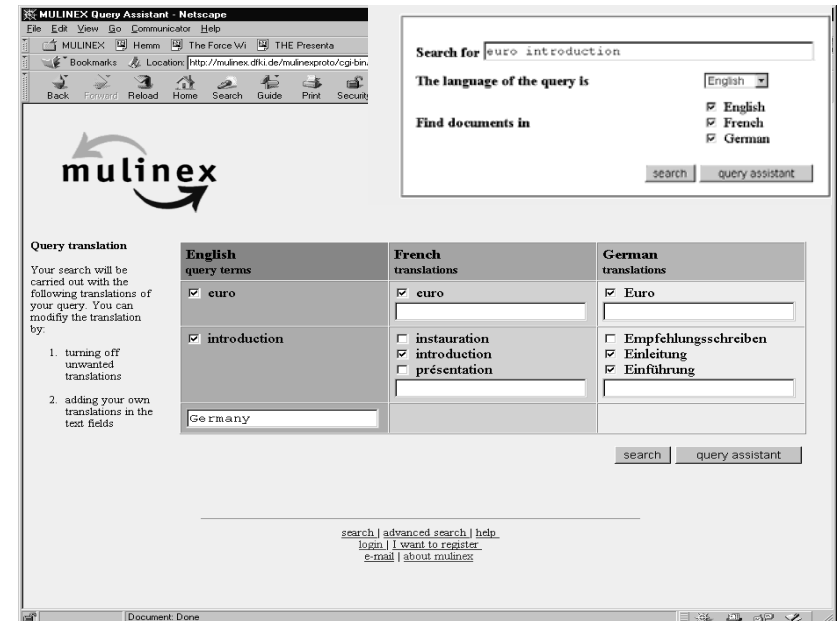 MULINEX Query Assistant - Netscape
File Edit View Go Communicator Help
MULINEX Hemm The Force Wi THE Presenta
Bookmarks Location: http://mulinex.dfki.de/mulinexproto/cgi-bin
Back Forward Reload Home Search Guide Print Security
Search for euro introduction
The language of the query is English
Find documents in
English
French
German
search query assistant
mulinex
Query translation
Your search will be
carried out with the
following translations of
your query. You can
modifiy the translation
by:
1. turning off
unwanted
translations
2. adding your own
translations in the
text fields
English
query terms
French
translations
German
translations
euro
euro
Euro
introduction
instauration
introduction
présentation
Empfehlungsschreiben
Einleitung
Einführung
Germany
search query assistant
search | advanced search | help
login | I want to register
e-mail | about mulinex
Document: Done